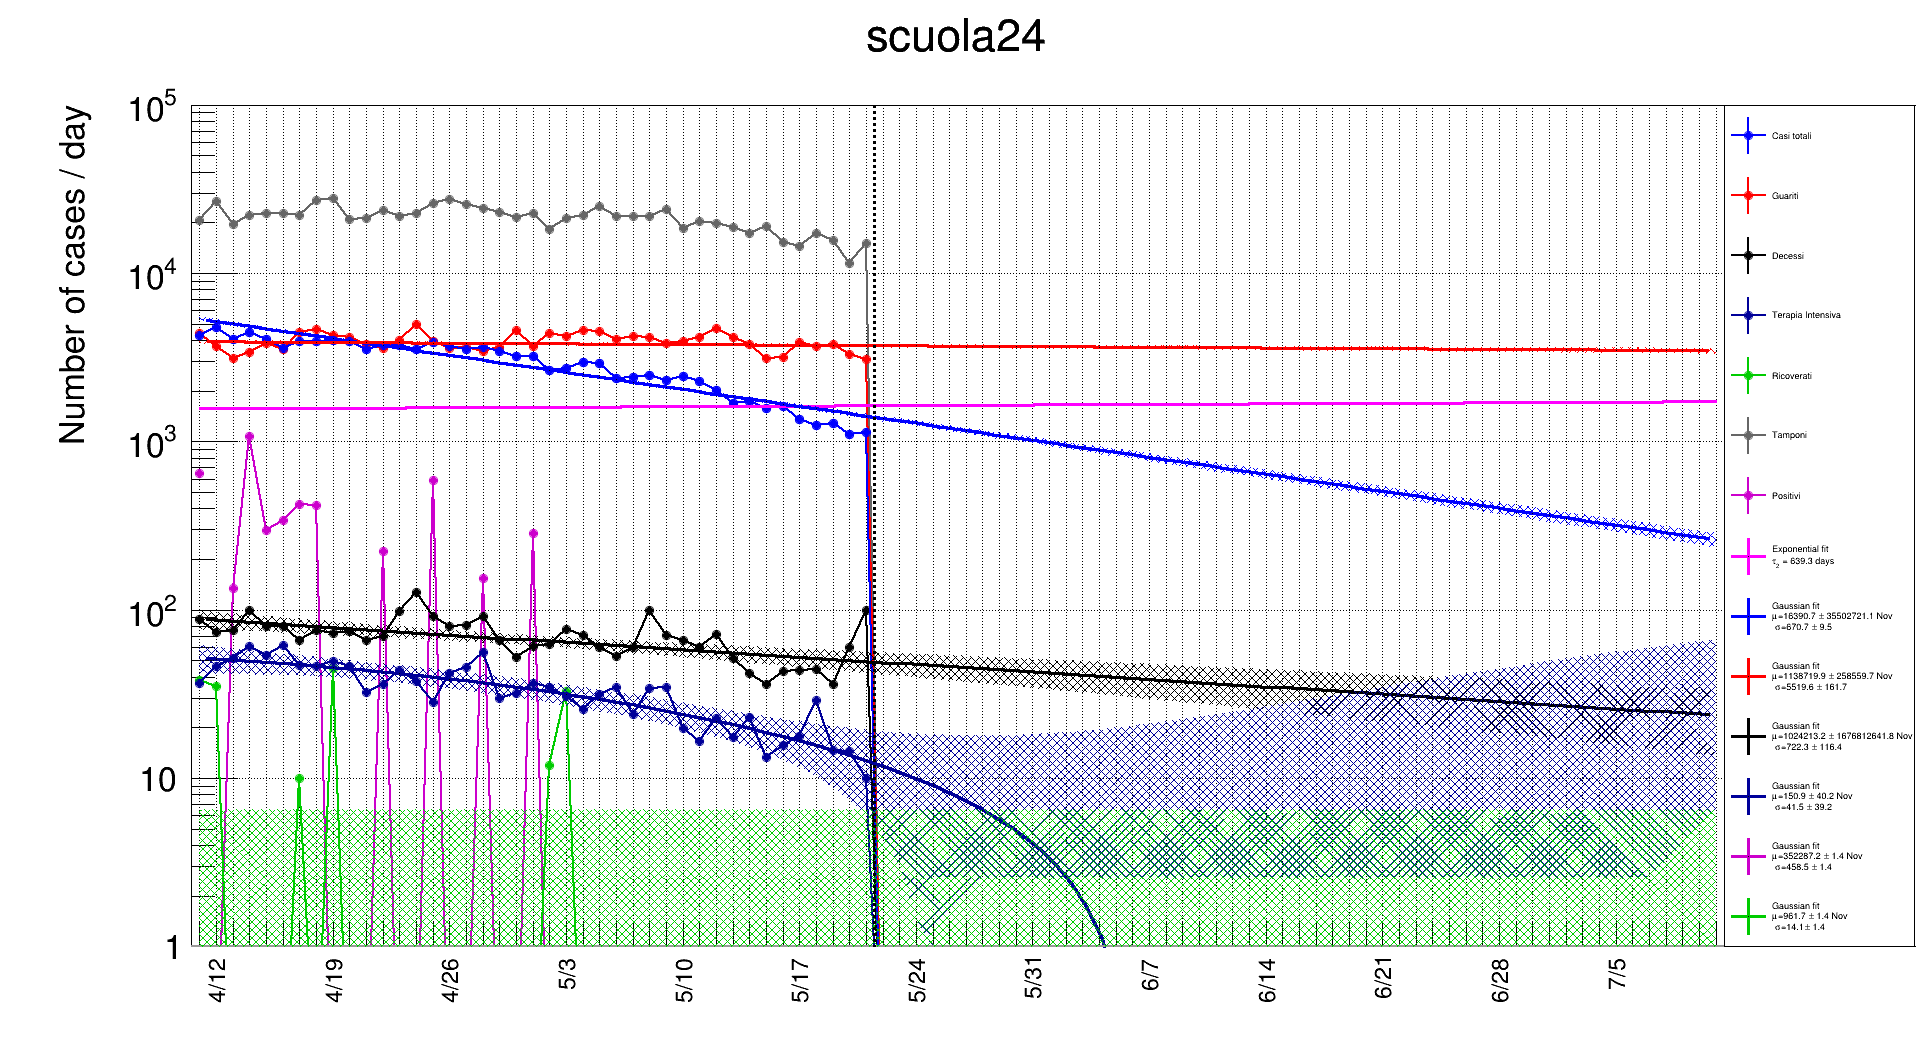 scuola24
Number of cases / day
10^5
10^4
10^3
10^2
10
1
4/12
4/19
4/26
5/3
5/10
5/17
5/24
5/31
6/7
6/14
6/21
6/28
7/5
Casi totali
Guariti
Decessi
Terapia Intensiva
Ricoverati
Tamponi
Positivi
Exponential fit
τ_2 = 639.3 days
Gaussian fit
μ=16390.7 ± 35502721.1 Nov
σ=670.7 ± 9.5
Gaussian fit
μ=1138719.9 ± 258559.7 Nov
σ=5519.6 ± 161.7
Gaussian fit
μ=1024213.2 ± 1676812641.8 Nov
σ=722.3 ± 116.4
Gaussian fit
μ=150.9 ± 40.2 Nov
σ=41.5 ± 39.2
Gaussian fit
μ=352287.2 ± 1.4 Nov
σ=458.5 ± 1.4
Gaussian fit
μ=961.7 ± 1.4 Nov
σ=14.1 ± 1.4